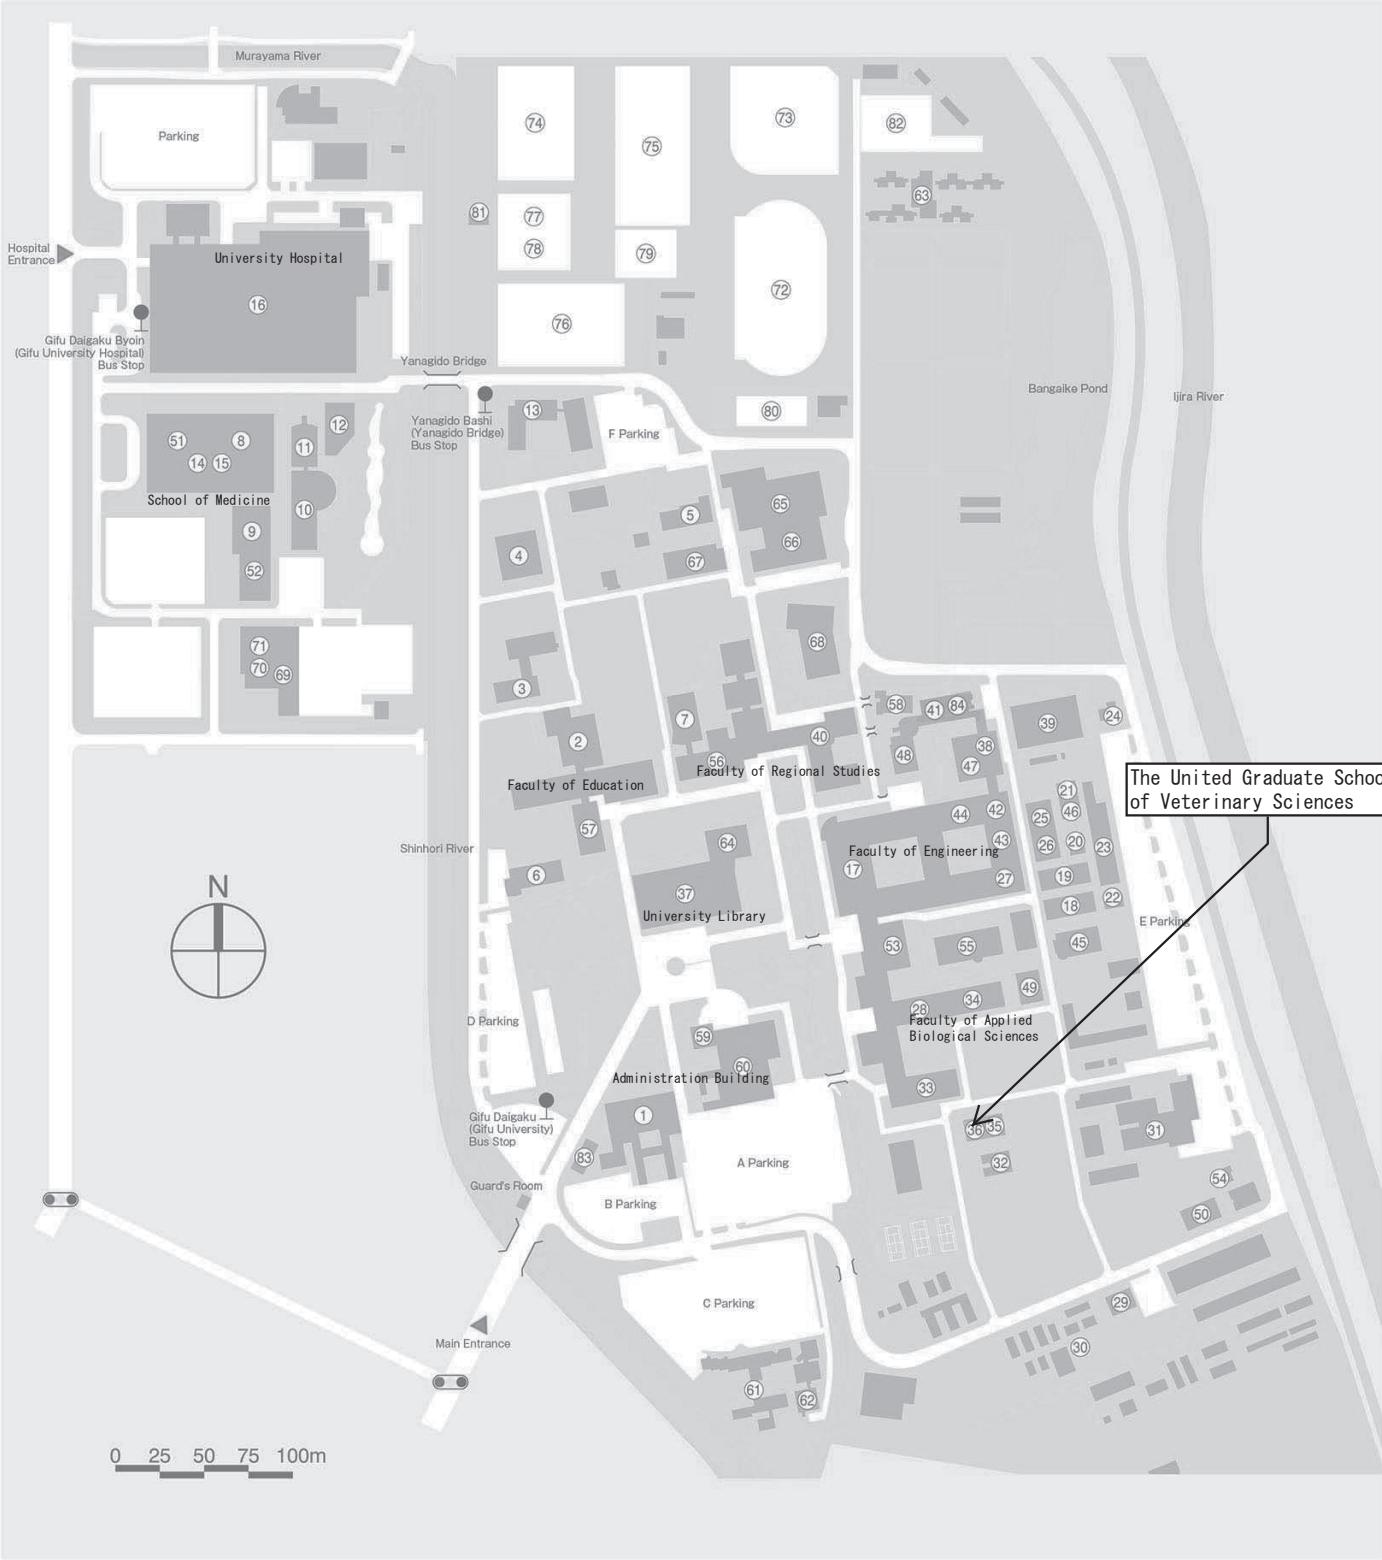 Murayama River
Parking
74
75
73
82
63
81
77
78
79
72
76
80
Hospital
Entrance
University Hospital
16
Gifu Daigaku Byoin
(Gifu University Hospital)
Bus Stop
Yanagido Bridge
Yanagido Bashi
(Yanagido Bridge)
Bus Stop
13
F Parking
Bangaike Pond
Ijira River
51
8
14
15
12
11
10
School of Medicine
9
52
71
70
69
4
5
67
65
66
68
3
2
7
56
40
58
41
84
48
38
47
39
24
Faculty of Education
Faculty of Regional Studies
The United Graduate Schoo
of Veterinary Sciences
57
6
64
37
University Library
Shinhori River
44
42
43
Faculty of Engineering
17
27
21
46
25
26
20
23
19
18
22
45
E Parking
N
53
55
28
34
49
Faculty of Applied
Biological Sciences
33
D Parking
59
60
Administration Building
Gifu Daigaku
(Gifu University)
Bus Stop
1
83
A Parking
B Parking
Guard's Room
36
35
32
31
54
50
C Parking
Main Entrance
61
62
29
30
0 25 50 75 100m